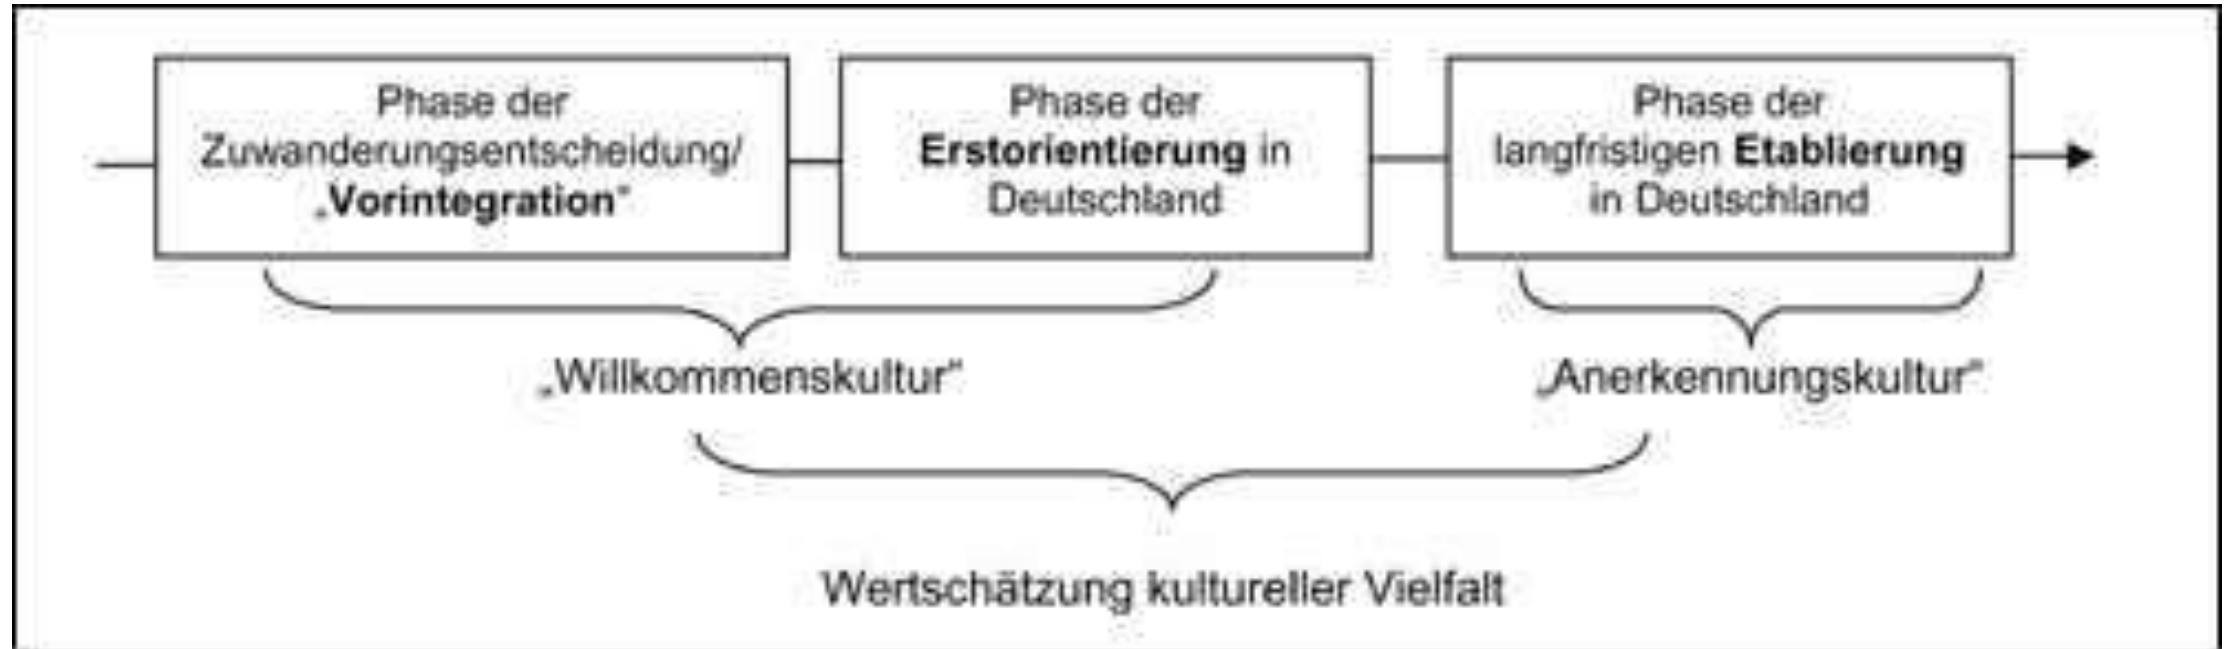 Phase der
Zuwanderungsentscheidung/
„Vorintegration“
Phase der
Erstorientierung in
Deutschland
Phase der
langfristigen Etablierung
in Deutschland
„Willkommenskultur“
„Anerkennungskultur“
Wertschätzung kultureller Vielfalt